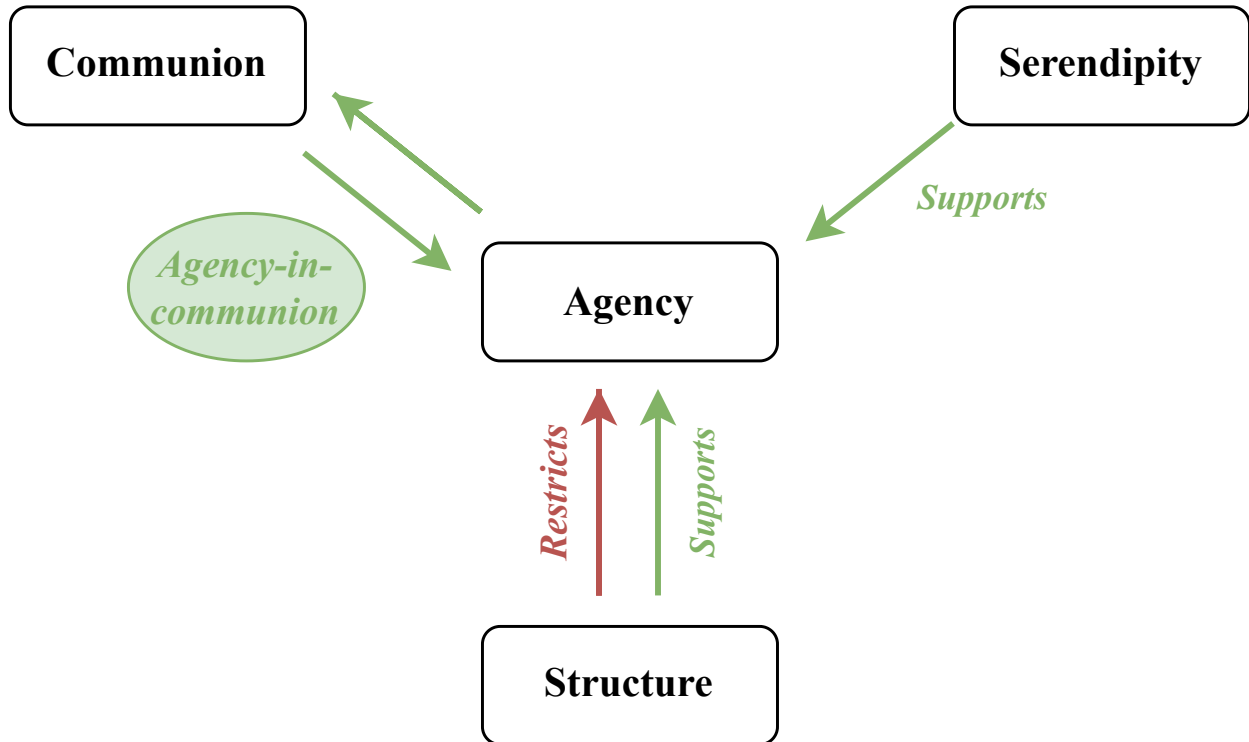 Communion
Serendipity
Supports
Agency-in-
communion
Agency
Restricts
Supports
Structure